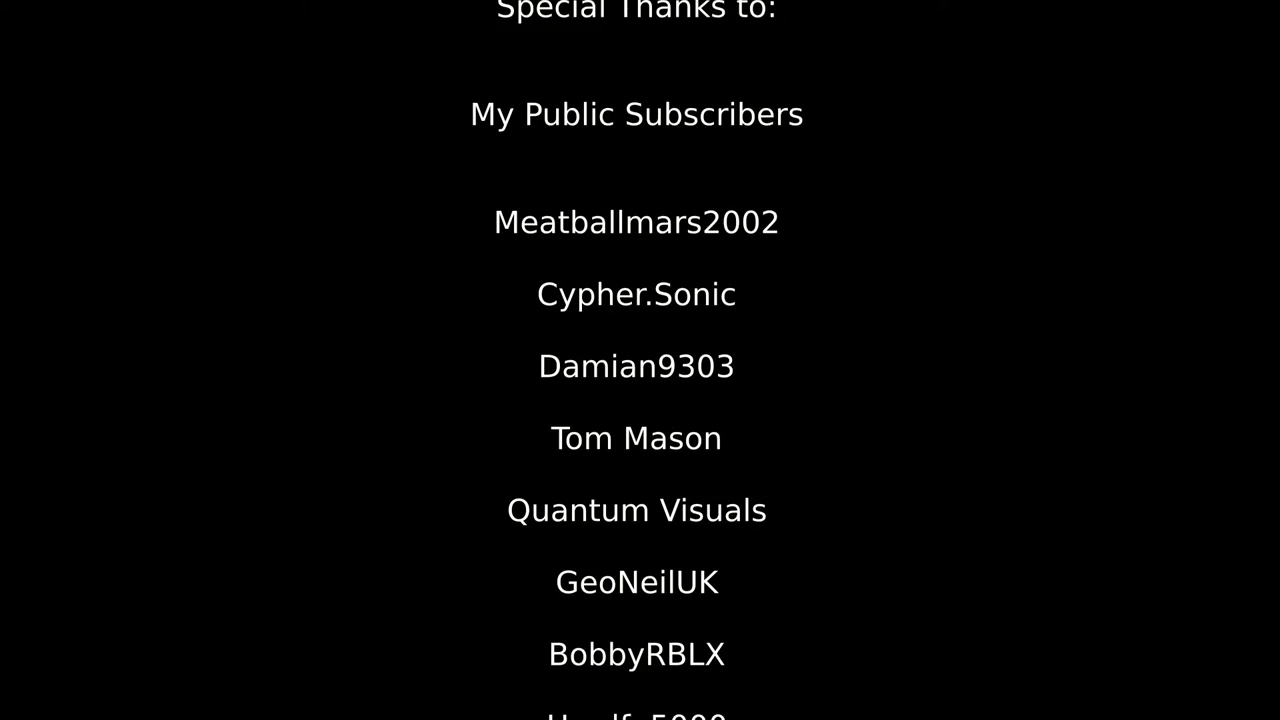 Special Thanks to:
My Public Subscribers
Meatballmars2002
Cypher.Sonic
Damian9303
Tom Mason
Quantum Visuals
GeoNeilUK
BobbyRBLX